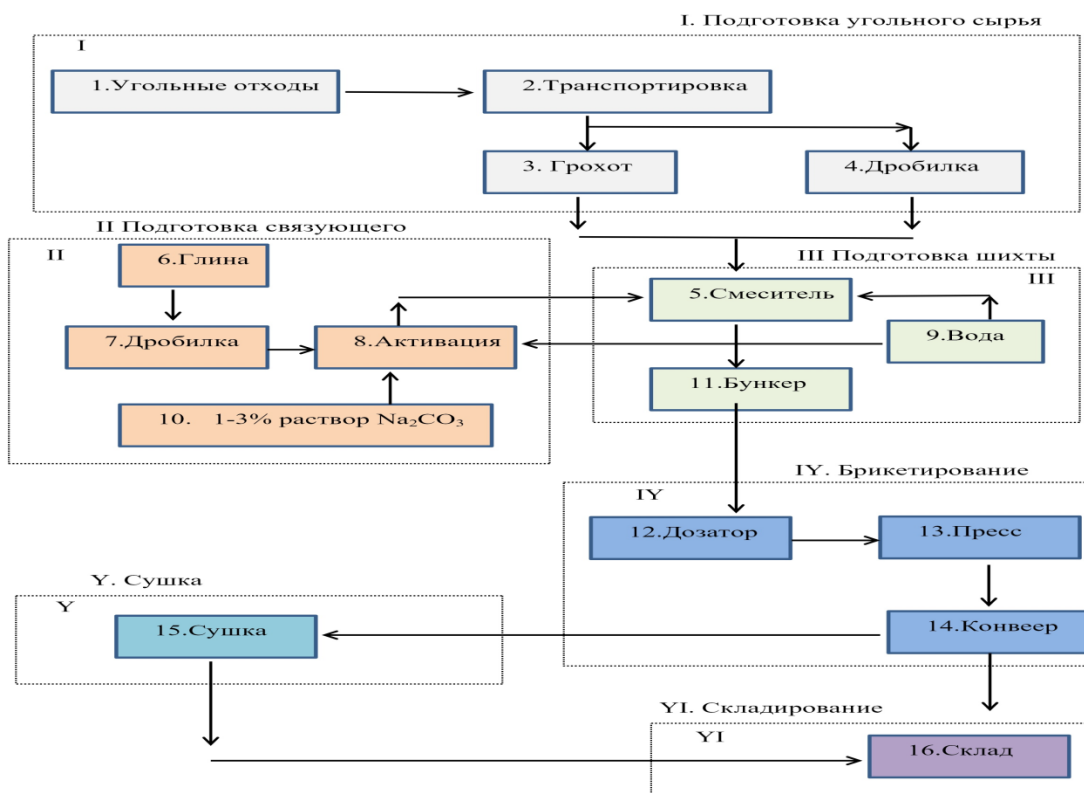 I. Подготовка угольного сырья
I
1.Угольные отходы
2.Транспортировка
3. Грохот
4.Дробилка
II Подготовка связующего
II
6.Глина
7.Дробилка
8.Активация
10. 1-3% раствор Na₂CO₃
III Подготовка шихты
III
5.Смеситель
9.Вода
11.Бункер
IY. Брикетирование
IY
12.Дозатор
13.Пресс
14.Конвеер
Y. Сушка
Y
15.Сушка
YI. Складирование
YI
16.Склад